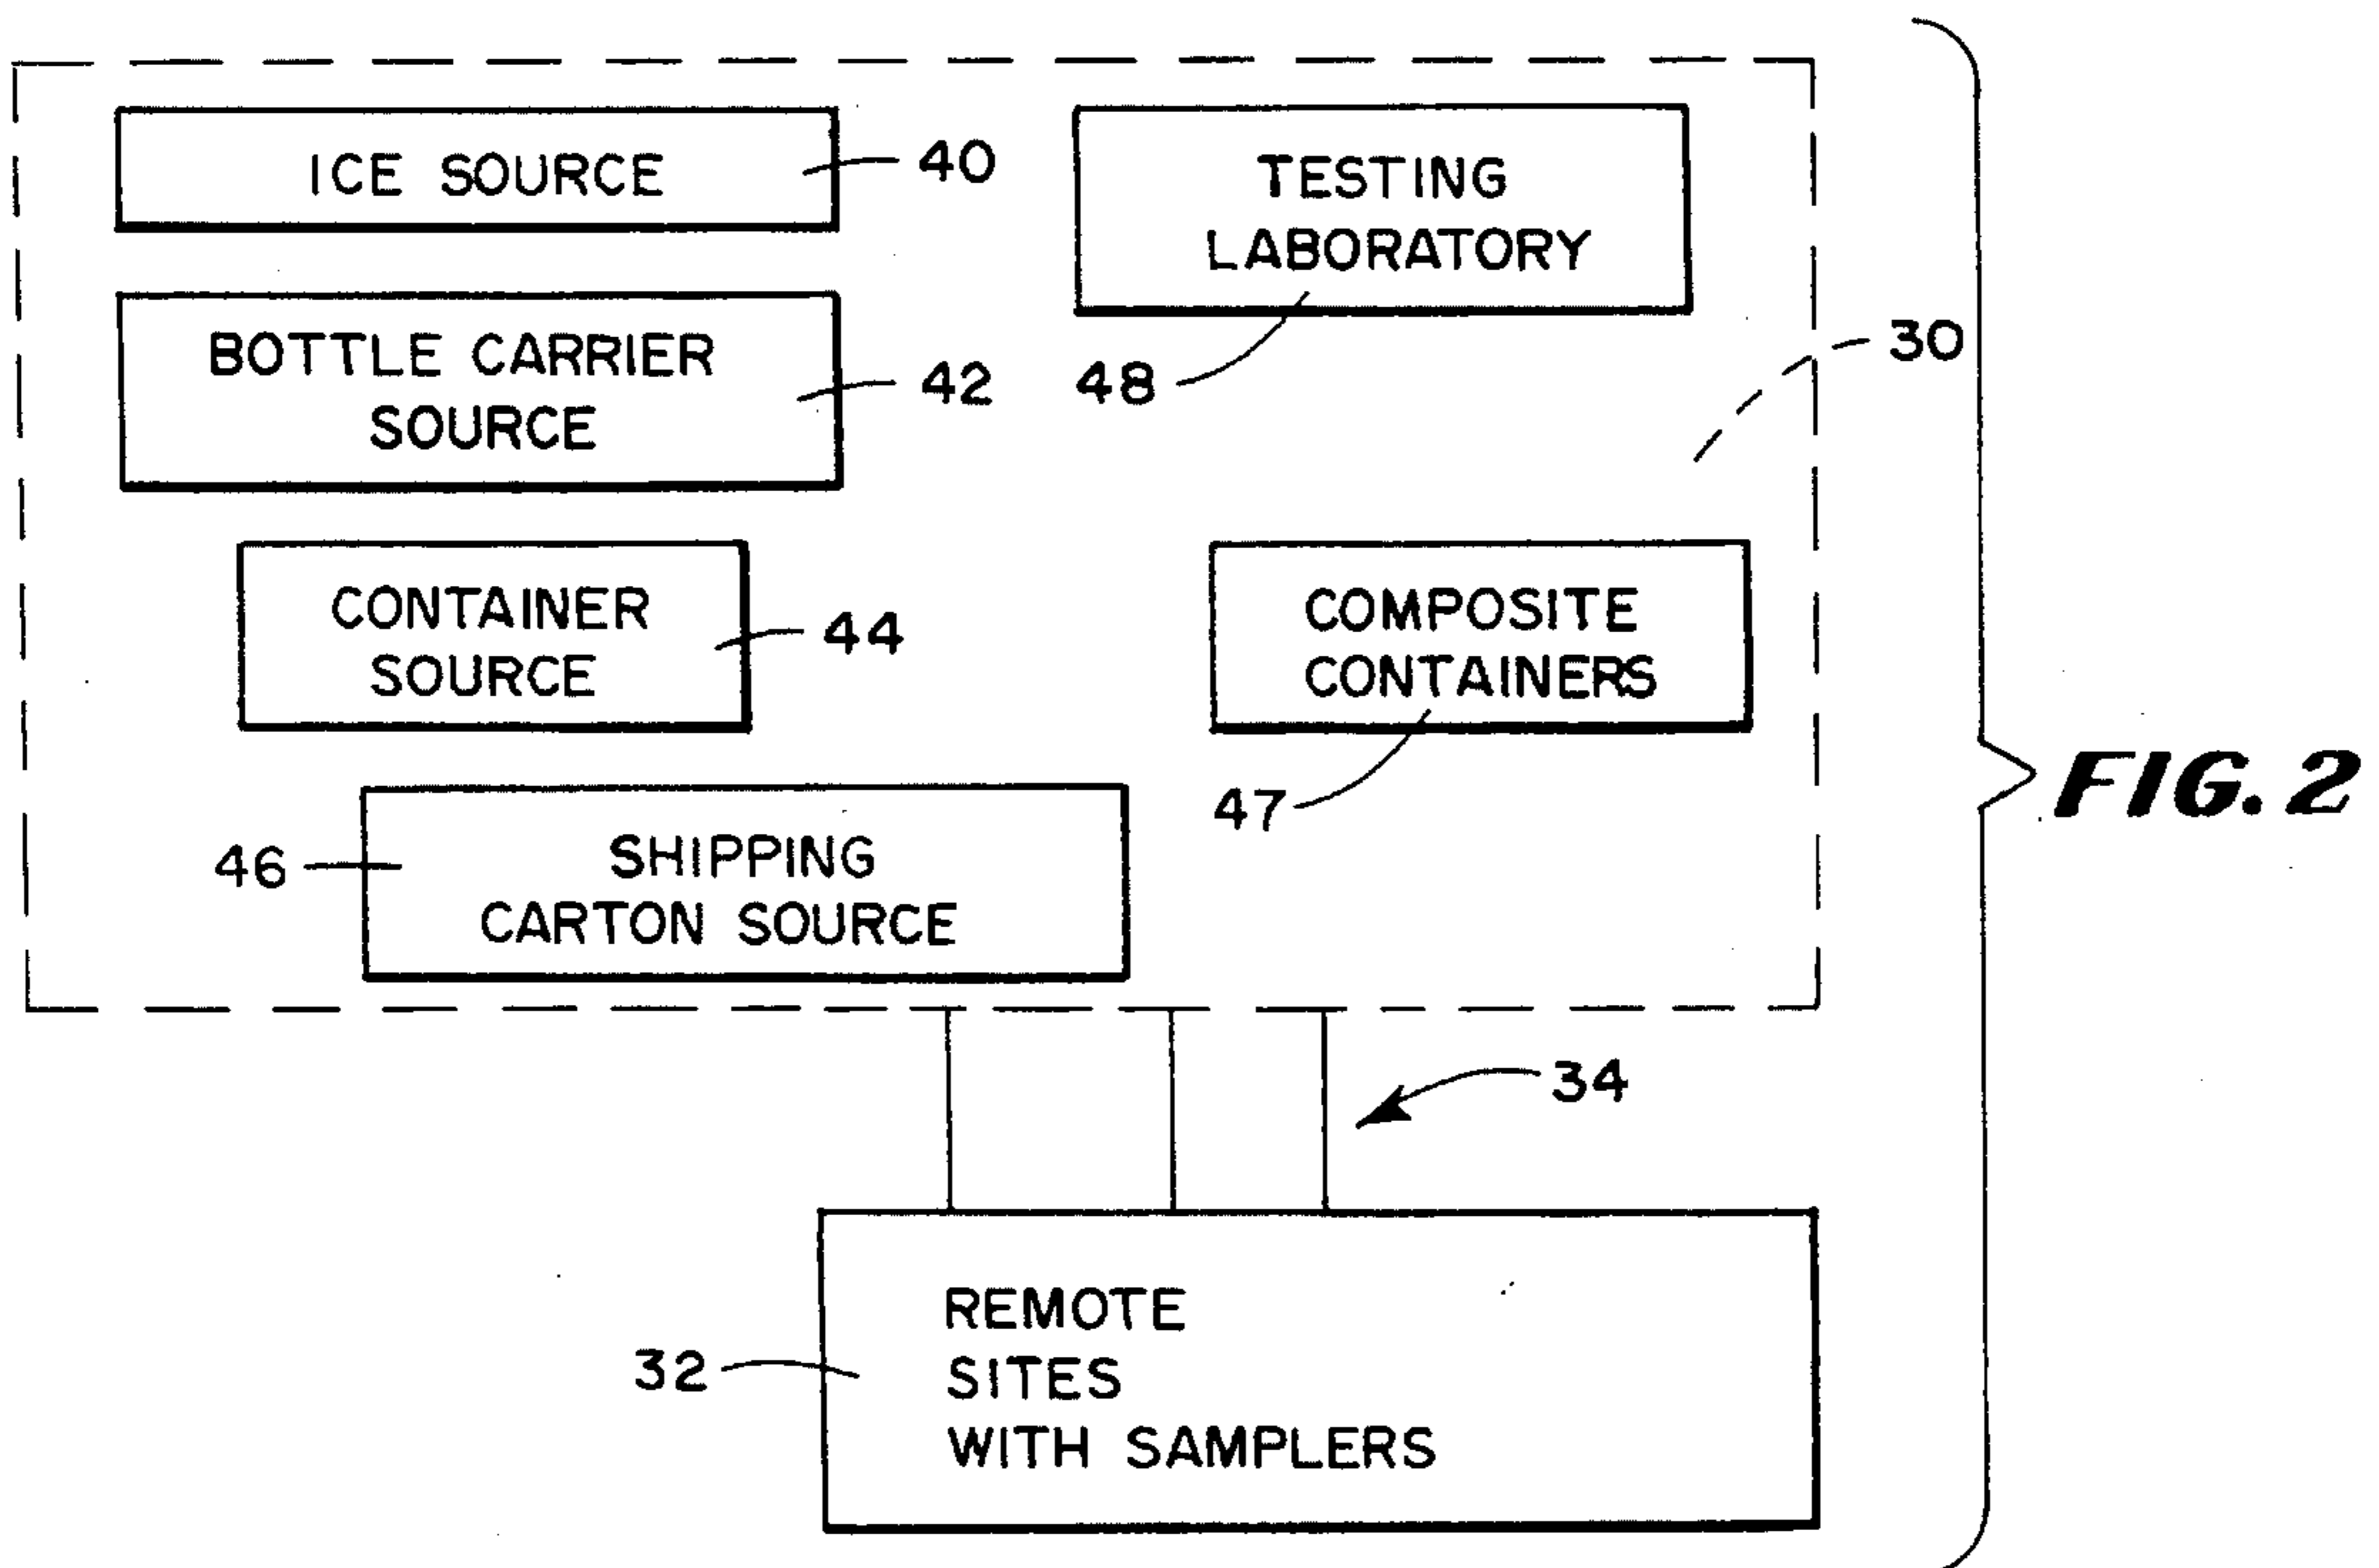 ICE SOURCE
40
TESTING
LABORATORY
48
30
BOTTLE CARRIER
SOURCE
42
CONTAINER
SOURCE
44
COMPOSITE
CONTAINERS
47
46
SHIPPING
CARTON SOURCE
FIG. 2
34
32
REMOTE
SITES
WITH SAMPLERS